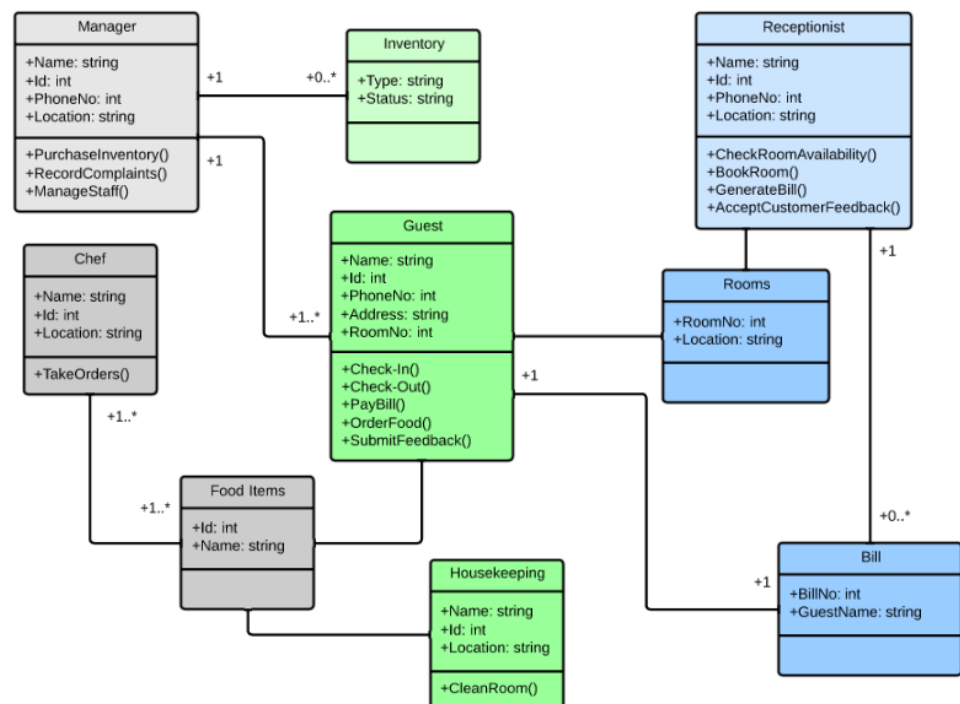 Manager
+Name: string
+Id: int
+PhoneNo: int
+Location: string
+PurchaseInventory()
+RecordComplaints()
+ManageStaff()
+1
+0..*
Inventory
+Type: string
+Status: string
Receptionist
+Name: string
+Id: int
+PhoneNo: int
+Location: string
+CheckRoomAvailability()
+BookRoom()
+GenerateBill()
+AcceptCustomerFeedback()
+1
+1..*
Guest
+Name: string
+Id: int
+PhoneNo: int
+Address: string
+RoomNo: int
+Check-In()
+Check-Out()
+PayBill()
+OrderFood()
+SubmitFeedback()
+1
Chef
+Name: string
+Id: int
+Location: string
+TakeOrders()
+1..*
Rooms
+RoomNo: int
+Location: string
+1
+0..*
+1..*
Food Items
+Id: int
+Name: string
Housekeeping
+Name: string
+Id: int
+Location: string
+CleanRoom()
+1
Bill
+BillNo: int
+GuestName: string